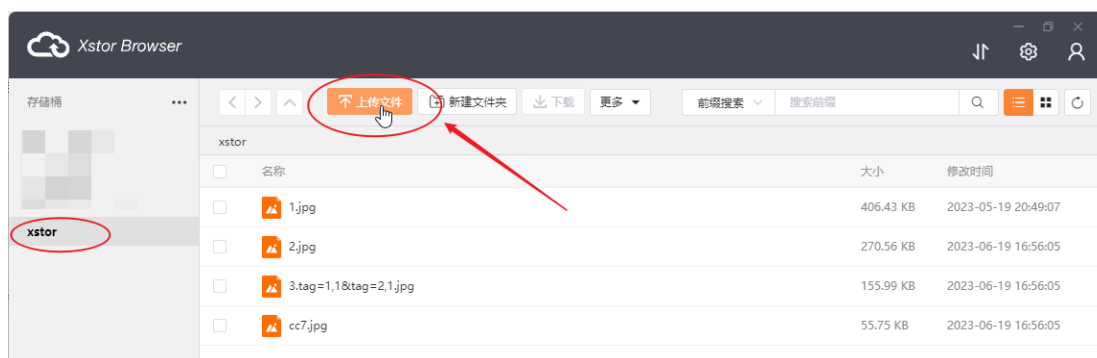 Xstor Browser
存储桶 ••• 上传文件 新建文件夹 下载 更多 前缀搜索 搜索前缀
xstor
名称 大小 修改时间
1.jpg 406.43 KB 2023-05-19 20:49:07
xstor
2.jpg 270.56 KB 2023-06-19 16:56:05
3.tag=1,1&tag=2,1.jpg 155.99 KB 2023-06-19 16:56:05
cc7.jpg 55.75 KB 2023-06-19 16:56:05